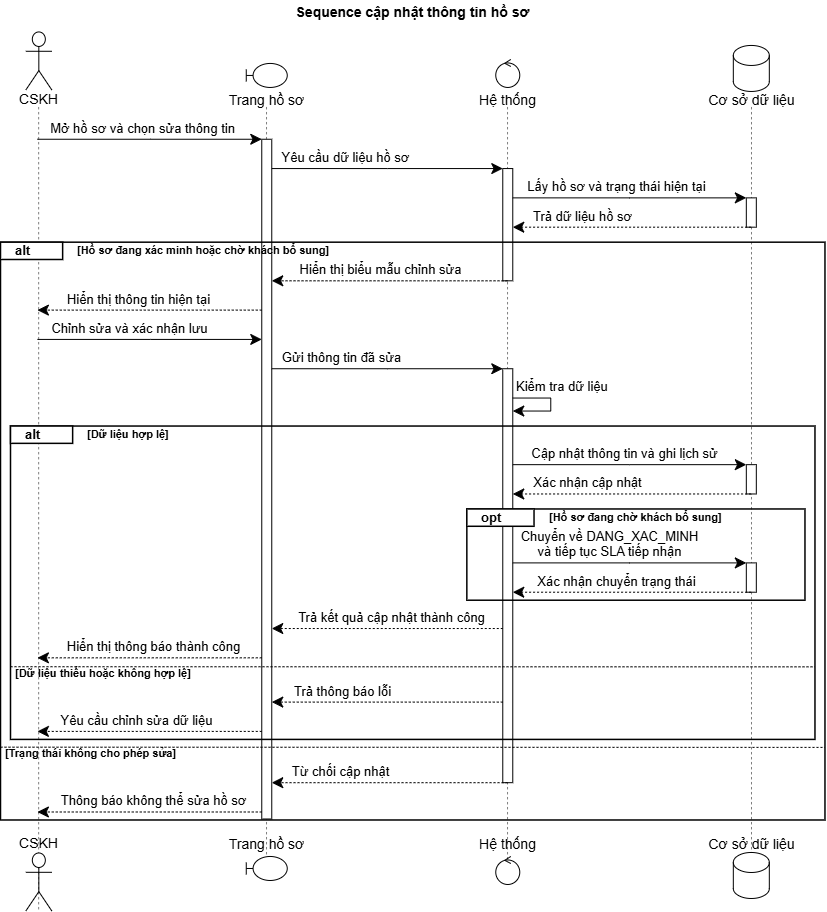 Sequence cập nhật thông tin hồ sơ
CSKH
Trang hồ sơ
Hệ thống
Cơ sở dữ liệu
Mở hồ sơ và chọn sửa thông tin
Yêu cầu dữ liệu hồ sơ
Lấy hồ sơ và trạng thái hiện tại
Trả dữ liệu hồ sơ
alt
[Hồ sơ đang xác minh hoặc chờ khách bổ sung]
Hiển thị biểu mẫu chỉnh sửa
Hiển thị thông tin hiện tại
Chỉnh sửa và xác nhận lưu
Gửi thông tin đã sửa
Kiểm tra dữ liệu
alt
[Dữ liệu hợp lệ]
Cập nhật thông tin và ghi lịch sử
Xác nhận cập nhật
opt
[Hồ sơ đang chờ khách bổ sung]
Chuyển về DANG_XAC_MINH
và tiếp tục SLA tiếp nhận
Xác nhận chuyển trạng thái
Trả kết quả cập nhật thành công
Hiển thị thông báo thành công
[Dữ liệu thiếu hoặc không hợp lệ]
Trả thông báo lỗi
Yêu cầu chỉnh sửa dữ liệu
[Trạng thái không cho phép sửa]
Từ chối cập nhật
Thông báo không thể sửa hồ sơ
CSKH
Trang hồ sơ
Hệ thống
Cơ sở dữ liệu